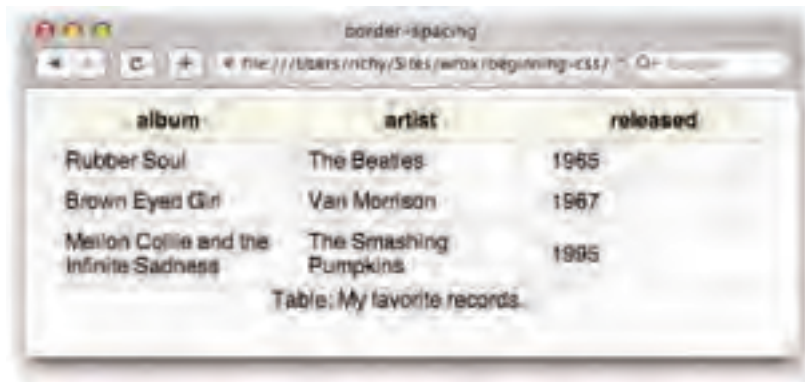 border-spacing
file:///Users/richy/Sites/wrox/beginning-css/
album artist released
Rubber Soul The Beatles 1965
Brown Eyed Girl Van Morrison 1967
Mellon Collie and the The Smashing 1995
Infinite Sadness Pumpkins
Table: My favorite records.